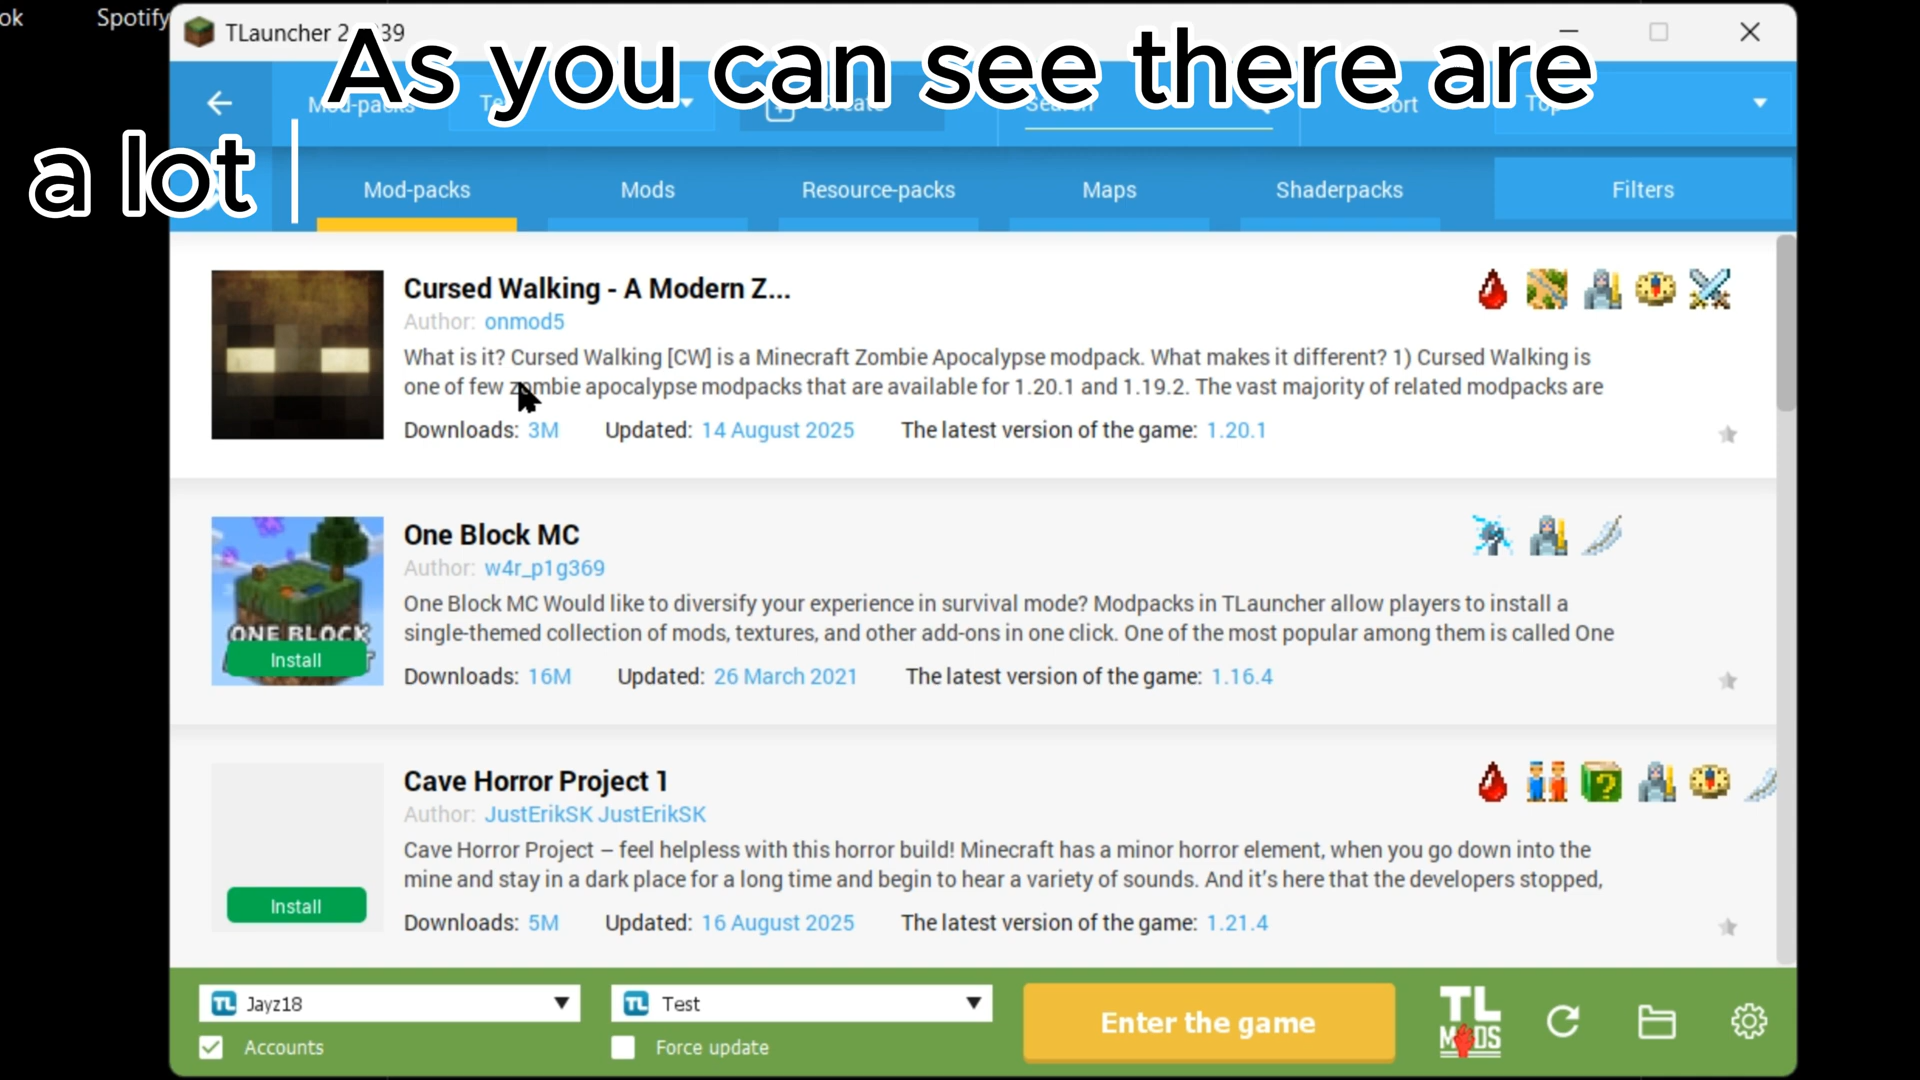 ok
Spotify
TLauncher 2 39
As you can see there are
a lot
Mod-packs
Te
Create
Search
Sort
Top
Mod-packs
Mods
Resource-packs
Maps
Shaderpacks
Filters
Cursed Walking - A Modern Z...
Author: onmod5
What is it? Cursed Walking [CW] is a Minecraft Zombie Apocalypse modpack. What makes it different? 1) Cursed Walking is
one of few zombie apocalypse modpacks that are available for 1.20.1 and 1.19.2. The vast majority of related modpacks are
Downloads: 3M Updated: 14 August 2025 The latest version of the game: 1.20.1
ONE BLOCK
Install
One Block MC
Author: w4r_p1g369
One Block MC Would like to diversify your experience in survival mode? Modpacks in TLauncher allow players to install a
single-themed collection of mods, textures, and other add-ons in one click. One of the most popular among them is called One
Downloads: 16M Updated: 26 March 2021 The latest version of the game: 1.16.4
Install
Cave Horror Project 1
Author: JustErikSK JustErikSK
Cave Horror Project – feel helpless with this horror build! Minecraft has a minor horror element, when you go down into the
mine and stay in a dark place for a long time and begin to hear a variety of sounds. And it's here that the developers stopped,
Downloads: 5M Updated: 16 August 2025 The latest version of the game: 1.21.4
TL Jayz18
Accounts
TL Test
Force update
Enter the game
TL
MODS